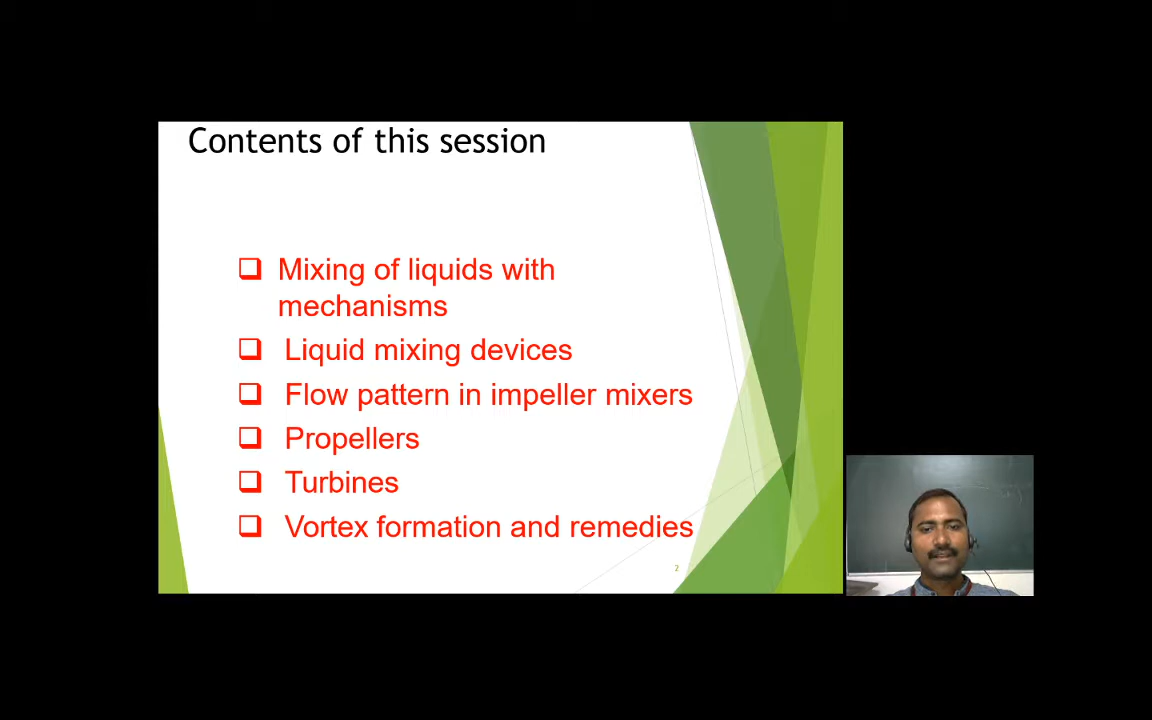 Contents of this session
Mixing of liquids with
mechanisms
Liquid mixing devices
Flow pattern in impeller mixers
Propellers
Turbines
Vortex formation and remedies
2